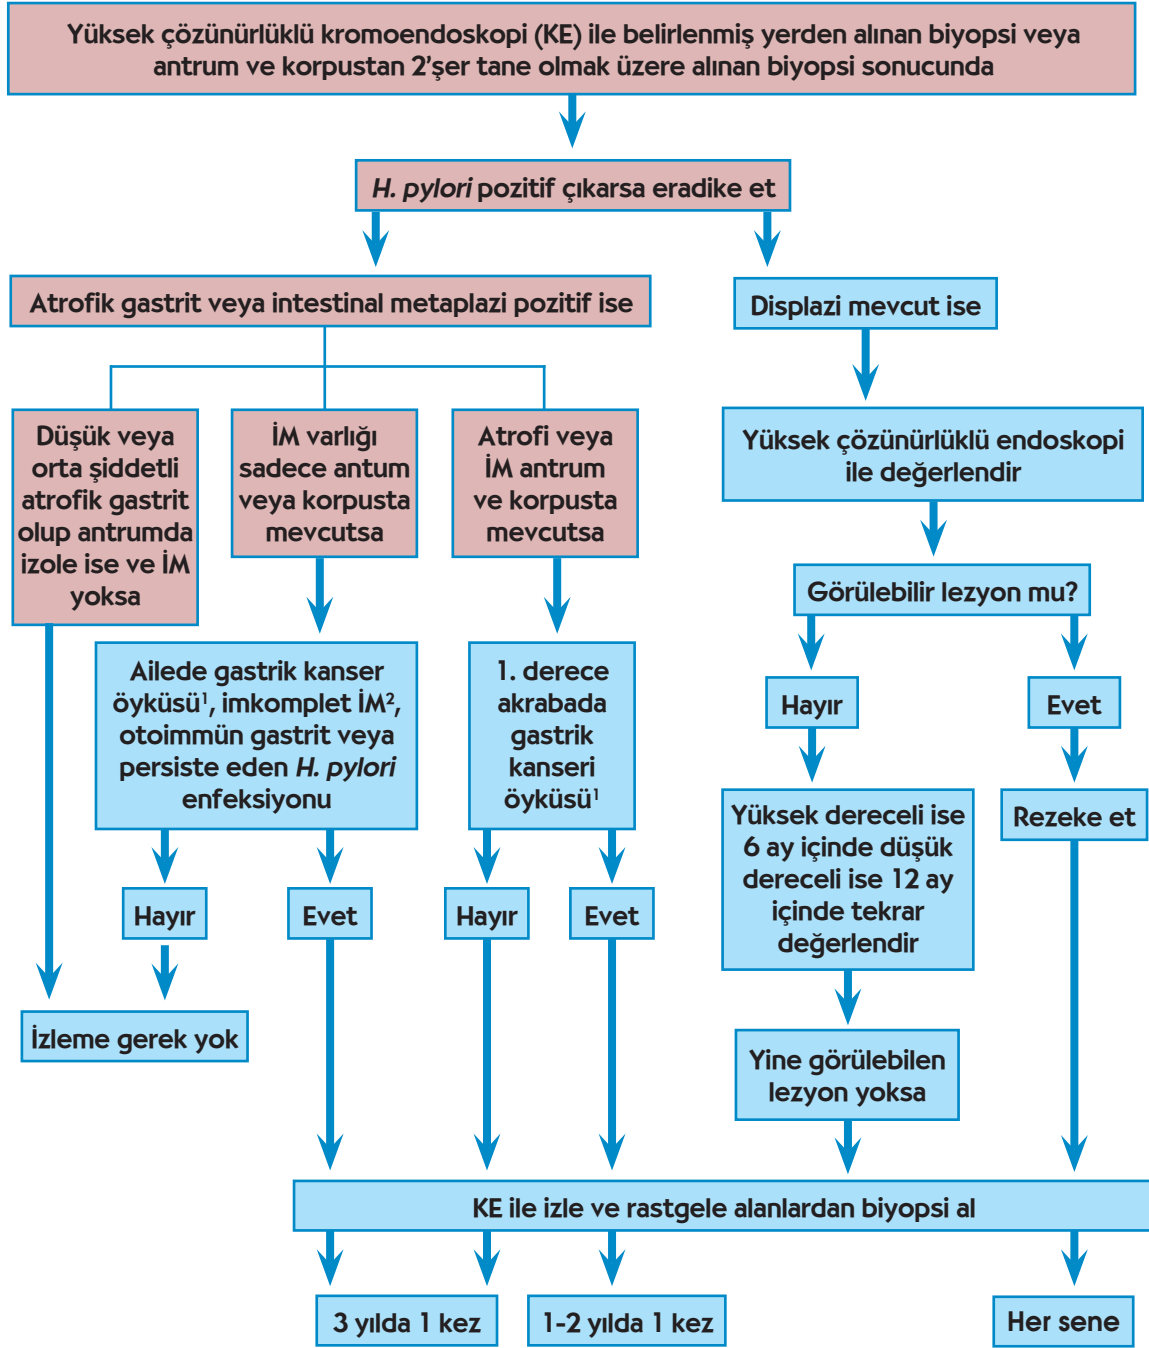 Yüksek çözünürlüklü kromoendoskopi (KE) ile belirlenmiş yerden alınan biyopsi veya
antrum ve korpustan 2'şer tane olmak üzere alınan biyopsi sonucunda
H. pylori pozitif çıkarsa eradike et
Atrofik gastrit veya intestinal metaplazi pozitif ise
Displazi mevcut ise
Düşük veya
orta şiddetli
atrofik gastrit
olup antrumda
izole ise ve İM
yoksa
İM varlığı
sadece antum
veya korpusta
mevcutsa
Atrofi veya
İM antrum
ve korpusta
mevcutsa
Yüksek çözünürlüklü endoskopi
ile değerlendir
Görülebilir lezyon mu?
Ailede gastrik kanser
öyküsü¹, imkomplet İM²,
otoimmün gastrit veya
persiste eden H. pylori
enfeksiyonu
1. derece
akrabada
gastrik
kanseri
öyküsü¹
Hayır
Evet
Yüksek dereceli ise
6 ay içinde düşük
dereceli ise 12 ay
içinde tekrar
değerlendir
Rezeke et
Hayır
Evet
Hayır
Evet
İzleme gerek yok
Yine görülebilen
lezyon yoksa
KE ile izle ve rastgele alanlardan biyopsi al
3 yılda 1 kez
1-2 yılda 1 kez
Her sene